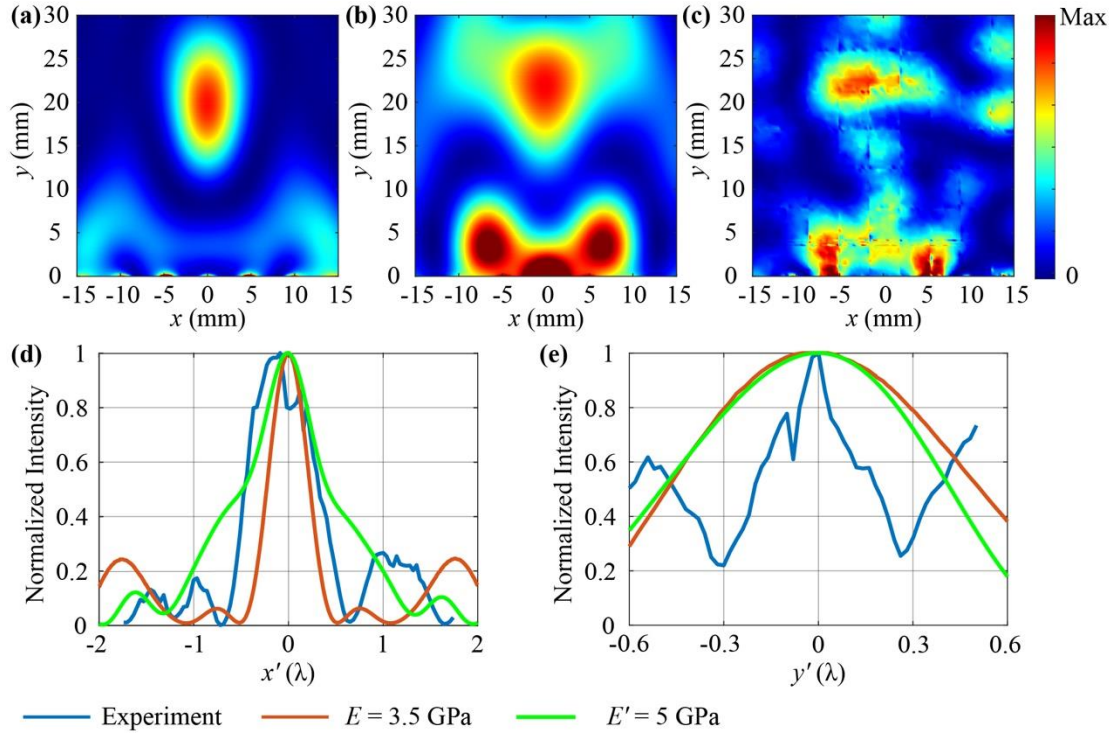 (a) 30 25 20 15 10 5 0
y (mm)
-15 -10 -5 0 5 10 15
x (mm)
(b) 30 25 20 15 10 5 0
y (mm)
-15 -10 -5 0 5 10 15
x (mm)
(c) 30 25 20 15 10 5 0
y (mm)
-15 -10 -5 0 5 10 15
x (mm)
Max
0
(d) 1 0.8 0.6 0.4 0.2 0
Normalized Intensity
-2 -1 0 1 2
x′ (λ)
(e) 1 0.8 0.6 0.4 0.2 0
Normalized Intensity
-0.6 -0.3 0 0.3 0.6
y′ (λ)
Experiment E = 3.5 GPa E′ = 5 GPa